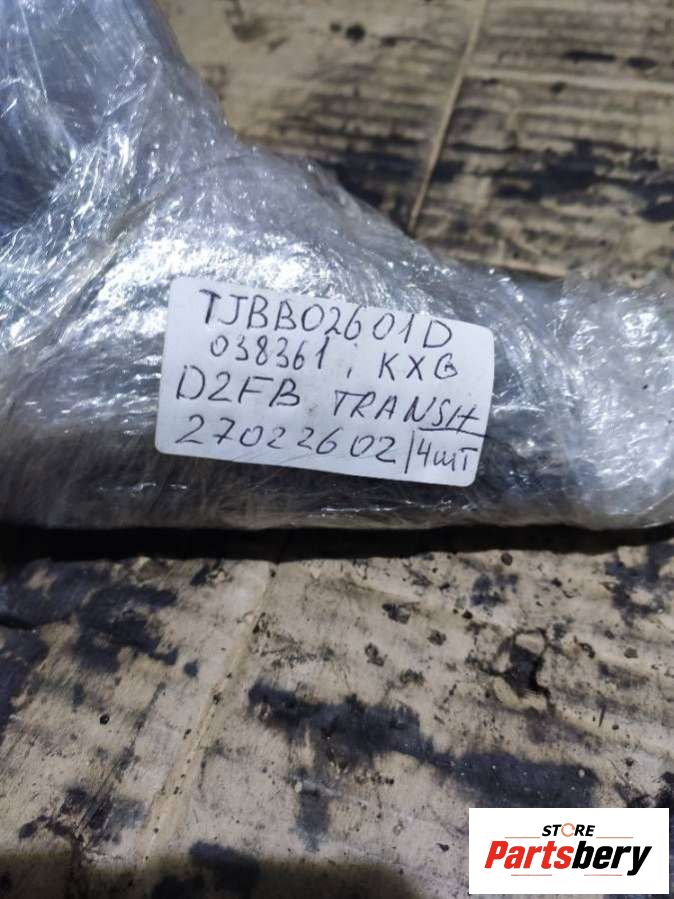 TJBB02601D
038361, KXB
D2FB TRANSIT
27022602/4шт
STORE
Partsbery